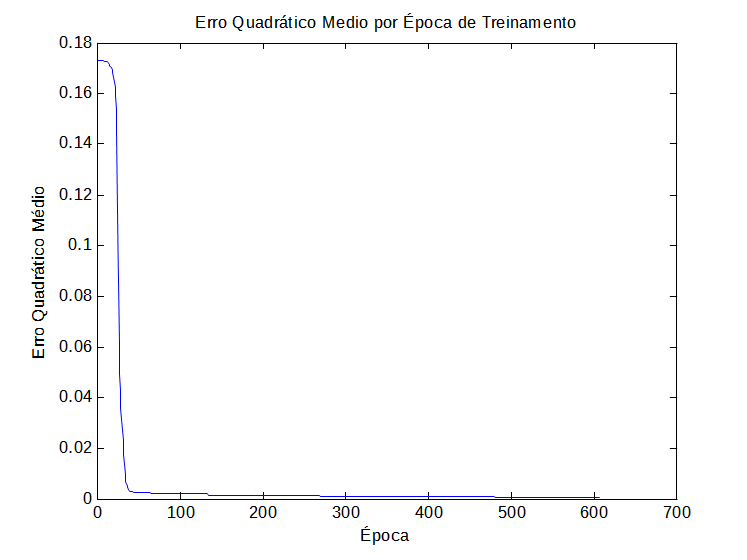 Erro Quadrático Medio por Época de Treinamento
0.18
0.16
0.14
0.12
0.1
0.08
0.06
0.04
0.02
0
Erro Quadrático Médio
0 100 200 300 400 500 600 700
Época